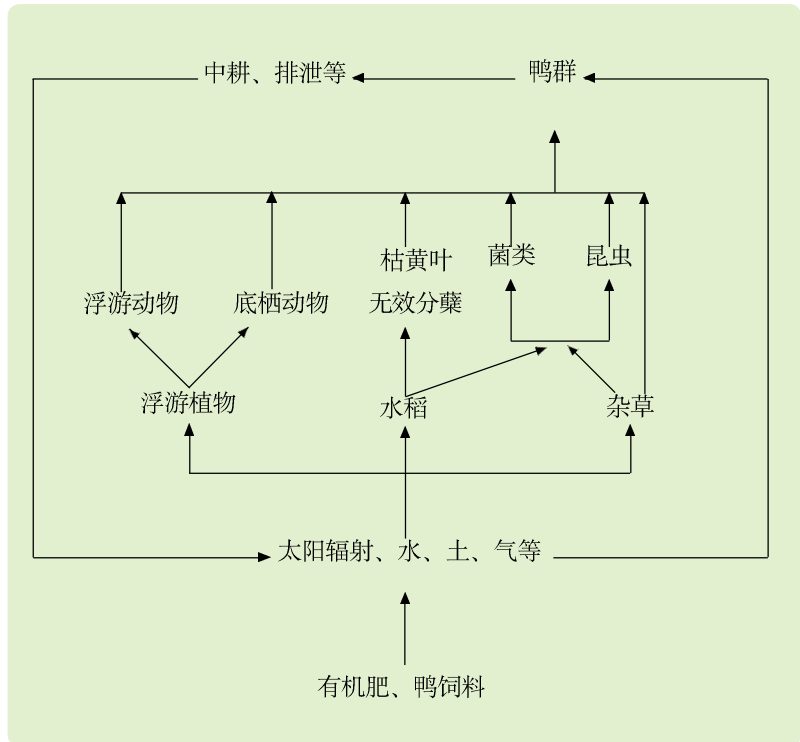 中耕、排泄等
鸭群
枯黄叶
菌类
昆虫
浮游动物
底栖动物
无效分蘖
浮游植物
水稻
杂草
太阳辐射、水、土、气等
有机肥、鸭饲料